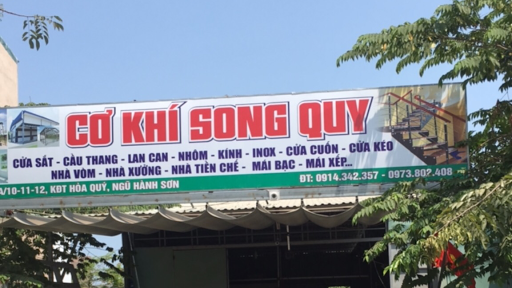 CƠ KHÍ SONG QUY
CỬA SẮT - CẦU THANG - LAN CAN - NHÔM - KÍNH - INOX - CỬA CUỐN - CỬA KÉO
NHÀ VÒM - NHÀ XƯỞNG - NHÀ TIỀN CHẾ - MÁI BẠC - MÁI XẾP...
/10-11-12, KĐT HÒA QUÝ, NGŨ HÀNH SƠN ĐT: 0914.342.357 - 0973.802.408